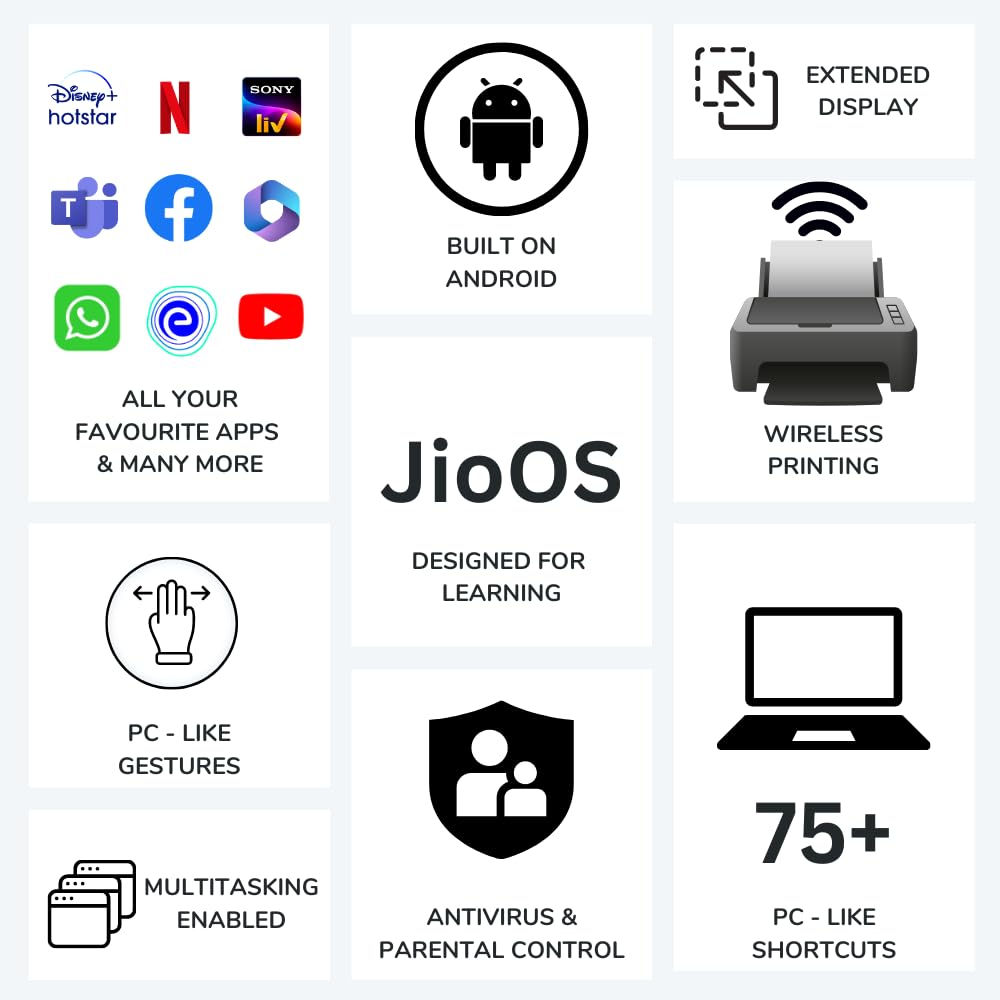 Disney+
hotstar
N
SONY
liv
T
ALL YOUR
FAVOURITE APPS
& MANY MORE
BUILT ON
ANDROID
EXTENDED
DISPLAY
WIRELESS
PRINTING
JioOS
DESIGNED FOR
LEARNING
PC - LIKE
GESTURES
MULTITASKING
ENABLED
ANTIVIRUS &
PARENTAL CONTROL
75+
PC - LIKE
SHORTCUTS